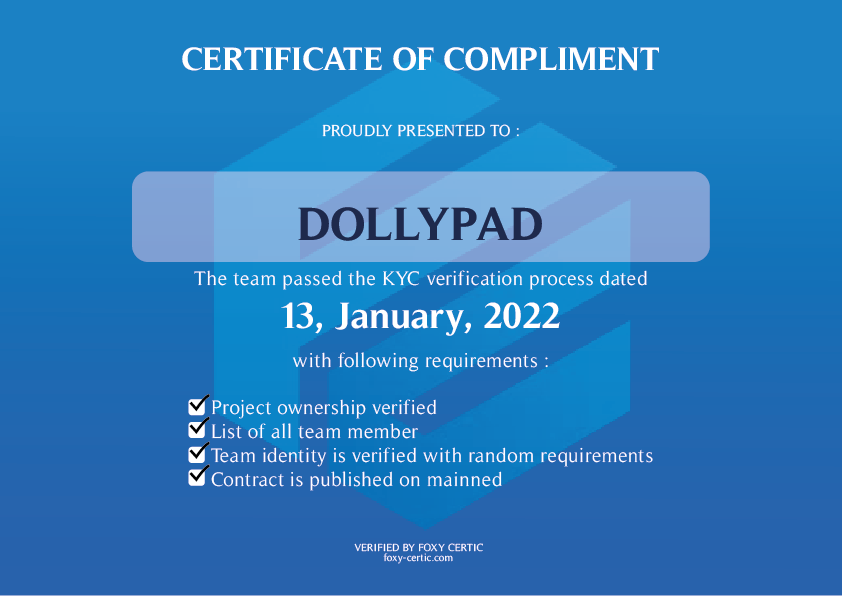 CERTIFICATE OF COMPLIMENT
PROUDLY PRESENTED TO :
DOLLYPAD
The team passed the KYC verification process dated
13, January, 2022
with following requirements :
Project ownership verified
List of all team member
Team identity is verified with random requirements
Contract is published on mainned
VERIFIED BY FOXY CERTIC
foxy-certic.com